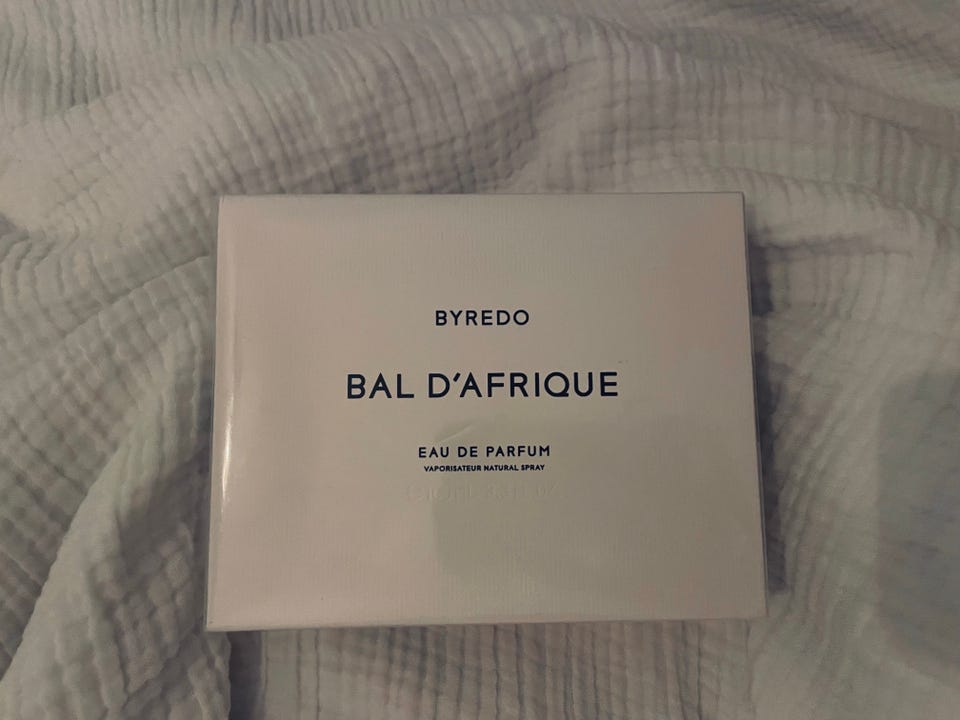 BYREDO
BAL D'AFRIQUE
EAU DE PARFUM
VAPORISATEUR NATURAL SPRAY